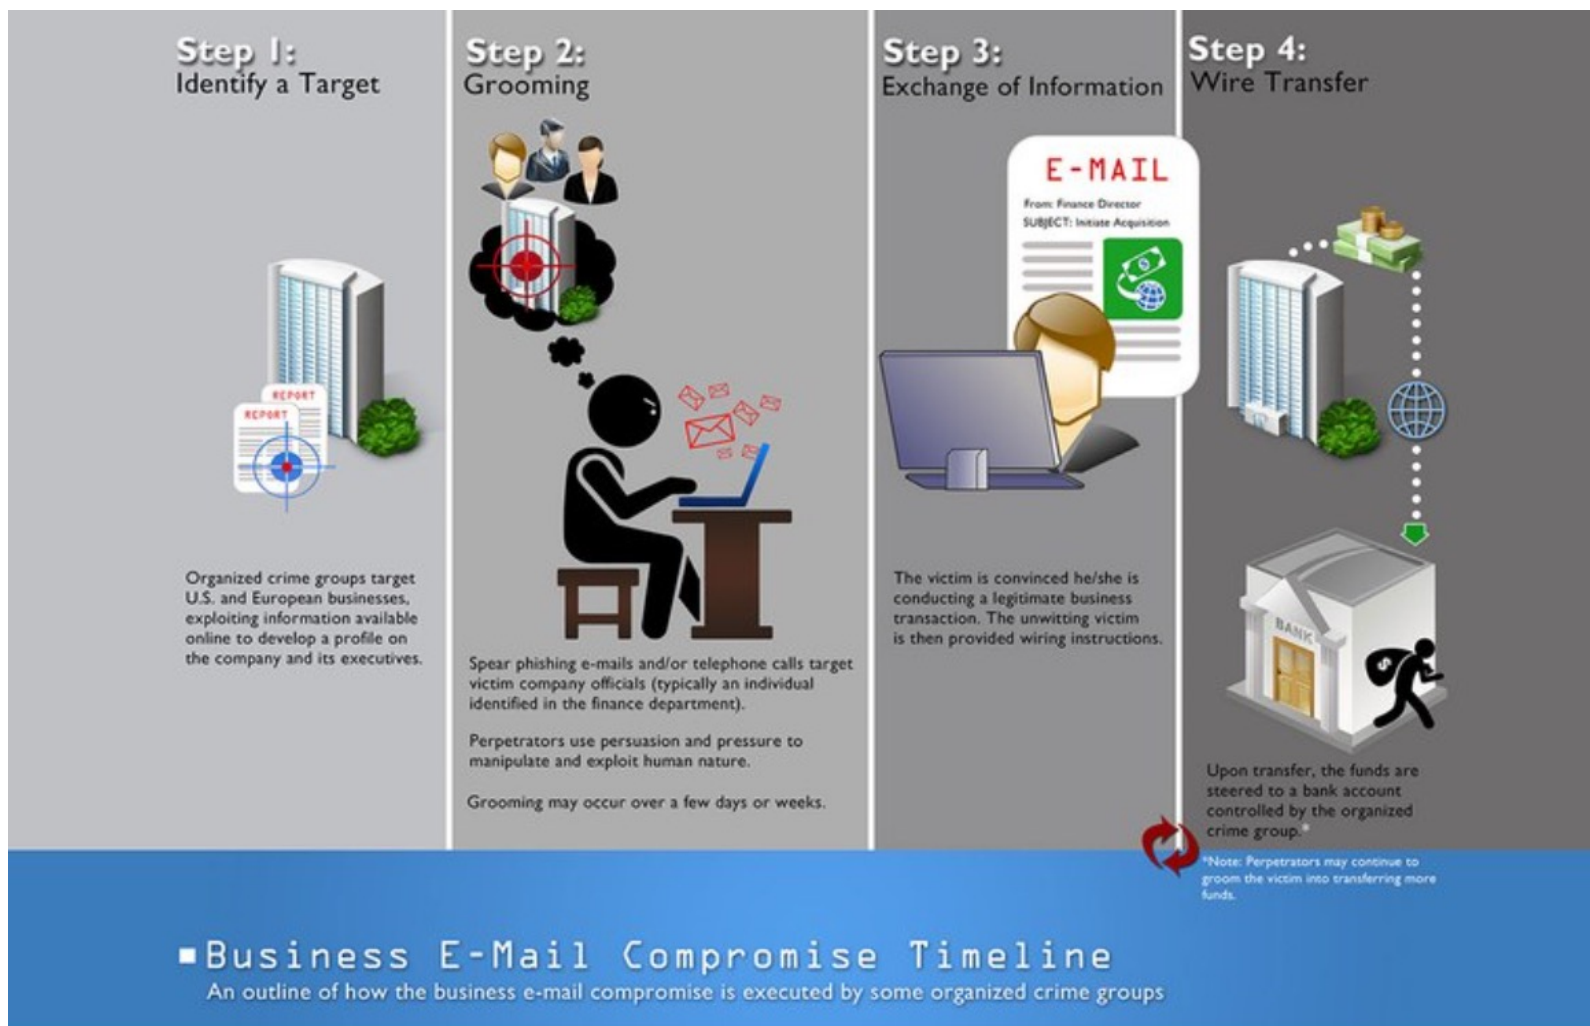 Step 1:
Identify a Target
REPORT
REPORT
Organized crime groups target
U.S. and European businesses,
exploiting information available
online to develop a profile on
the company and its executives.
Step 2:
Grooming
Spear phishing e-mails and/or telephone calls target
victim company officials (typically an individual
identified in the finance department).
Perpetrators use persuasion and pressure to
manipulate and exploit human nature.
Grooming may occur over a few days or weeks.
Step 3:
Exchange of Information
E-MAIL
From: Finance Director
SUBJECT: Initiate Acquisition
The victim is convinced he/she is
conducting a legitimate business
transaction. The unwitting victim
is then provided wiring instructions.
Step 4:
Wire Transfer
BANK
$
Upon transfer, the funds are
steered to a bank account
controlled by the organized
crime group.*
*Note: Perpetrators may continue to
groom the victim into transferring more
funds.
Business E-Mail Compromise Timeline
An outline of how the business e-mail compromise is executed by some organized crime groups